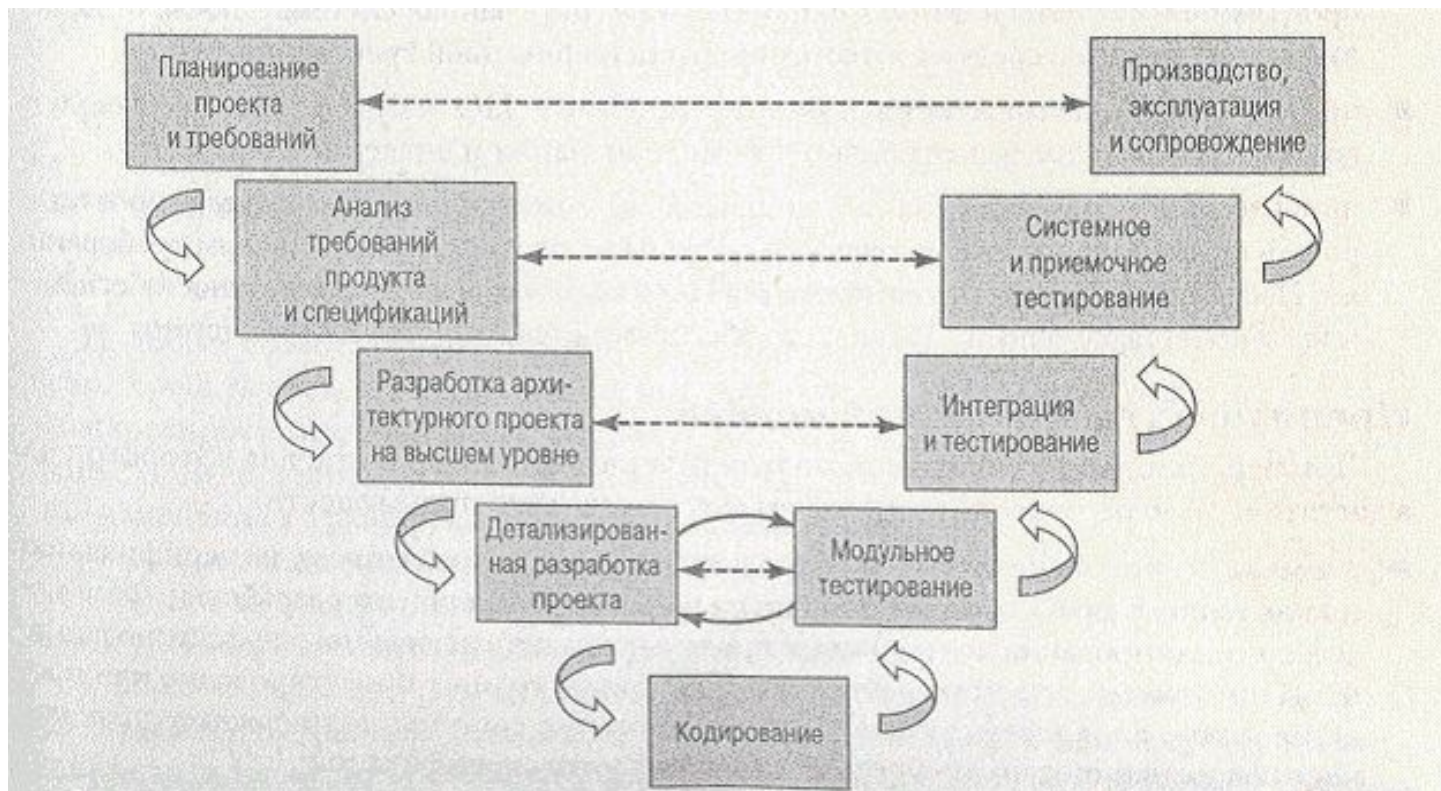 Планирование
проекта
и требований
Производство,
эксплуатация
и сопровождение
Анализ
требований
продукта
и спецификаций
Системное
и приемочное
тестирование
Разработка архи-
тектурного проекта
на высшем уровне
Интеграция
и тестирование
Детализирован-
ная разработка
проекта
Модульное
тестирование
Кодирование